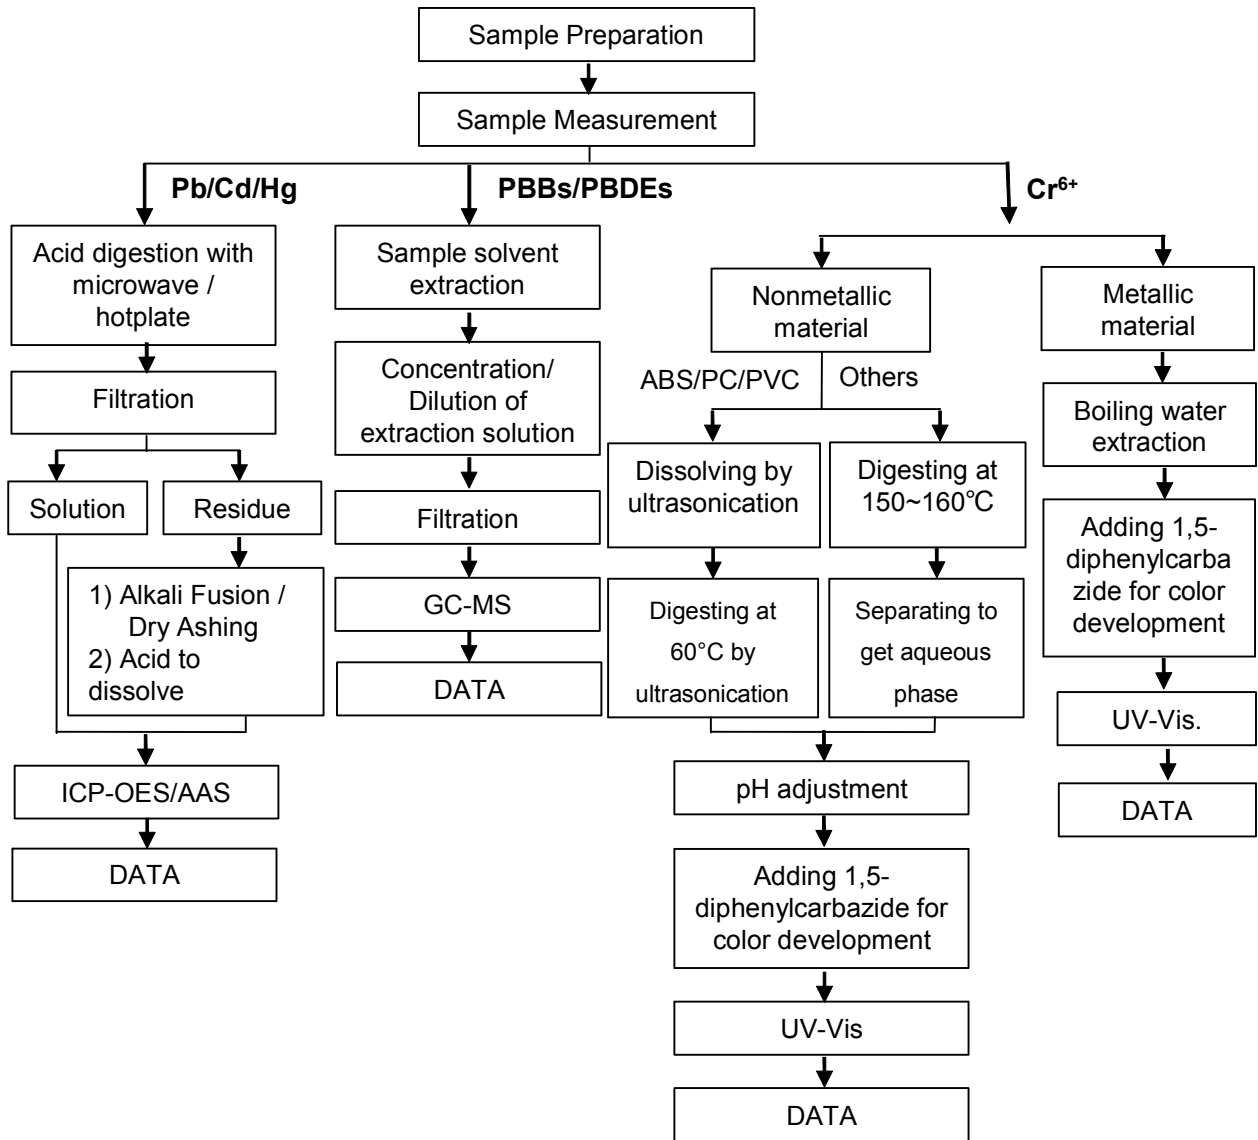 Sample Preparation
Sample Measurement
Pb/Cd/Hg
PBBs/PBDEs
Cr⁶⁺
Acid digestion with
microwave /
hotplate
Filtration
Solution
Residue
1) Alkali Fusion /
Dry Ashing
2) Acid to
dissolve
ICP-OES/AAS
DATA
Sample solvent
extraction
Concentration/
Dilution of
extraction solution
Filtration
GC-MS
DATA
Nonmetallic
material
ABS/PC/PVC
Others
Dissolving by
ultrasonication
Digesting at
60°C by
ultrasonication
Digesting at
150~160℃
Separating to
get aqueous
phase
pH adjustment
Adding 1,5-
diphenylcarbazide for
color development
UV-Vis
DATA
Metallic
material
Boiling water
extraction
Adding 1,5-
diphenylcarba
zide for color
development
UV-Vis.
DATA